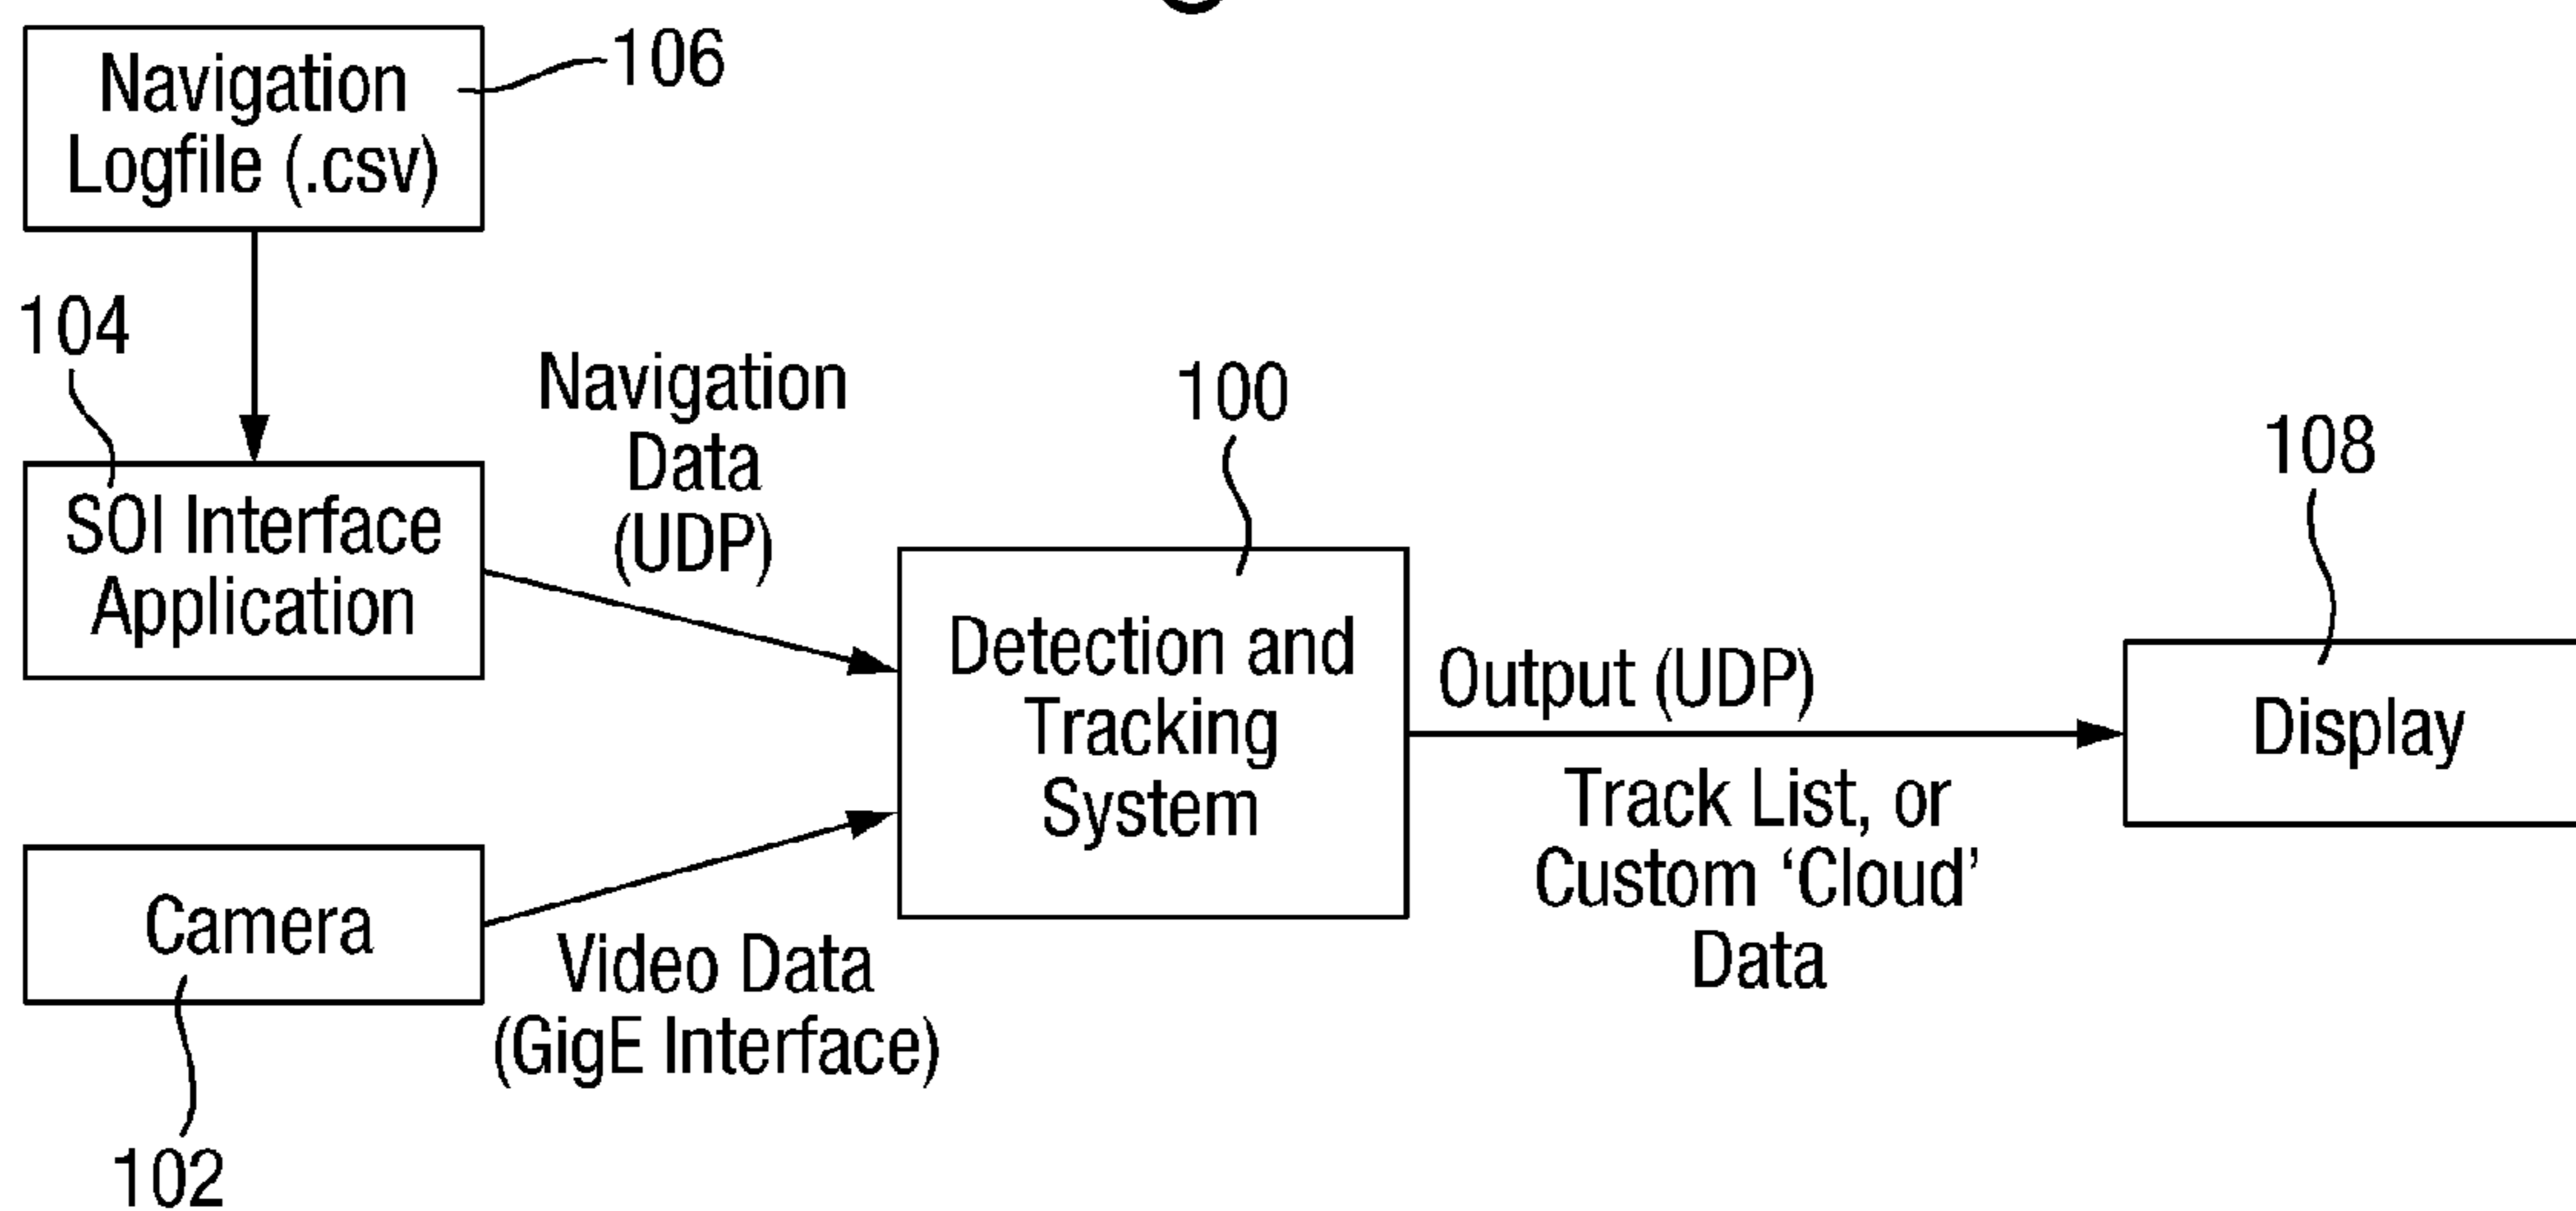 Navigation
Logfile (.csv)
106
104
SOI Interface
Application
Navigation
Data
(UDP)
100
Detection and
Tracking
System
Output (UDP)
Track List, or
Custom ‘Cloud’
Data
108
Display
Camera
Video Data
(GigE Interface)
102